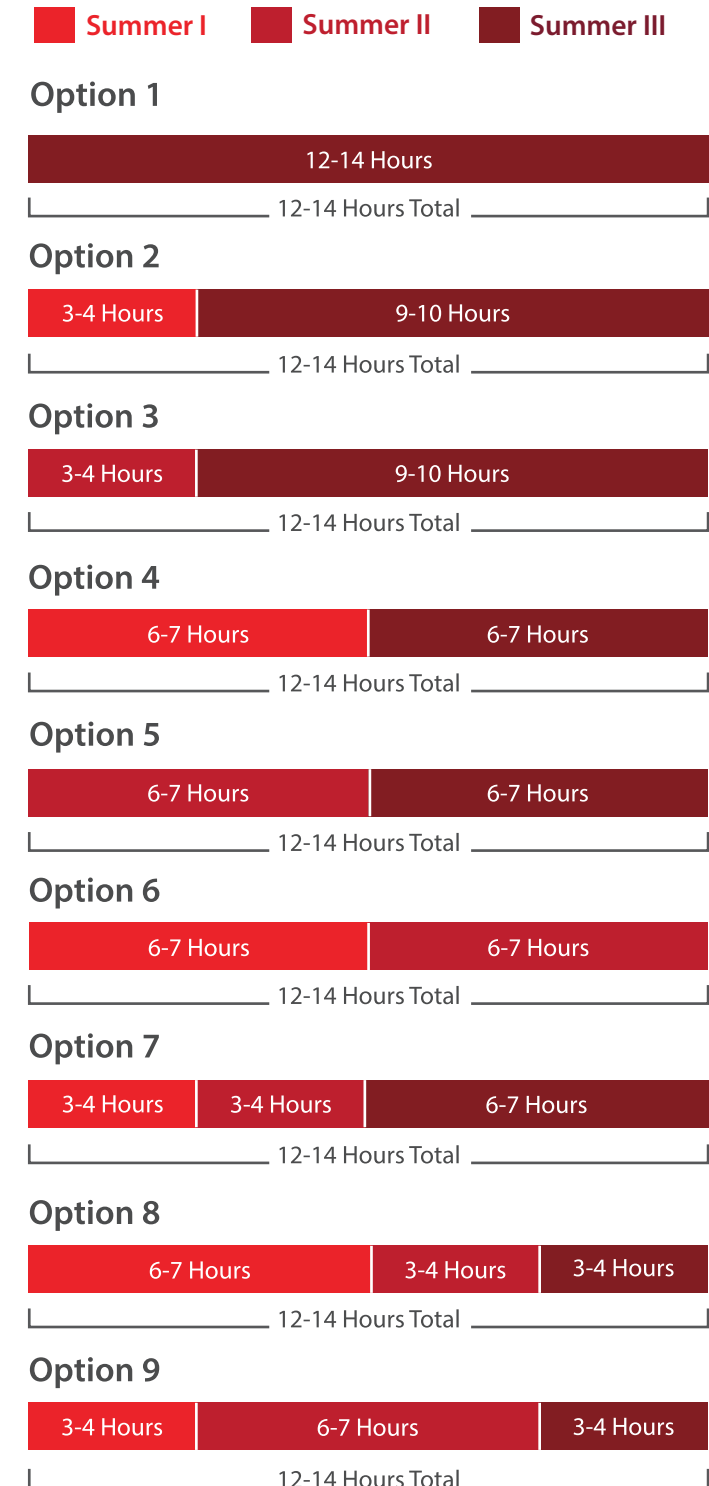 Summer I Summer II Summer III
Option 1
12-14 Hours
12-14 Hours Total
Option 2
3-4 Hours 9-10 Hours
12-14 Hours Total
Option 3
3-4 Hours 9-10 Hours
12-14 Hours Total
Option 4
6-7 Hours 6-7 Hours
12-14 Hours Total
Option 5
6-7 Hours 6-7 Hours
12-14 Hours Total
Option 6
6-7 Hours 6-7 Hours
12-14 Hours Total
Option 7
3-4 Hours 3-4 Hours 6-7 Hours
12-14 Hours Total
Option 8
6-7 Hours 3-4 Hours 3-4 Hours
12-14 Hours Total
Option 9
3-4 Hours 6-7 Hours 3-4 Hours
12-14 Hours Total